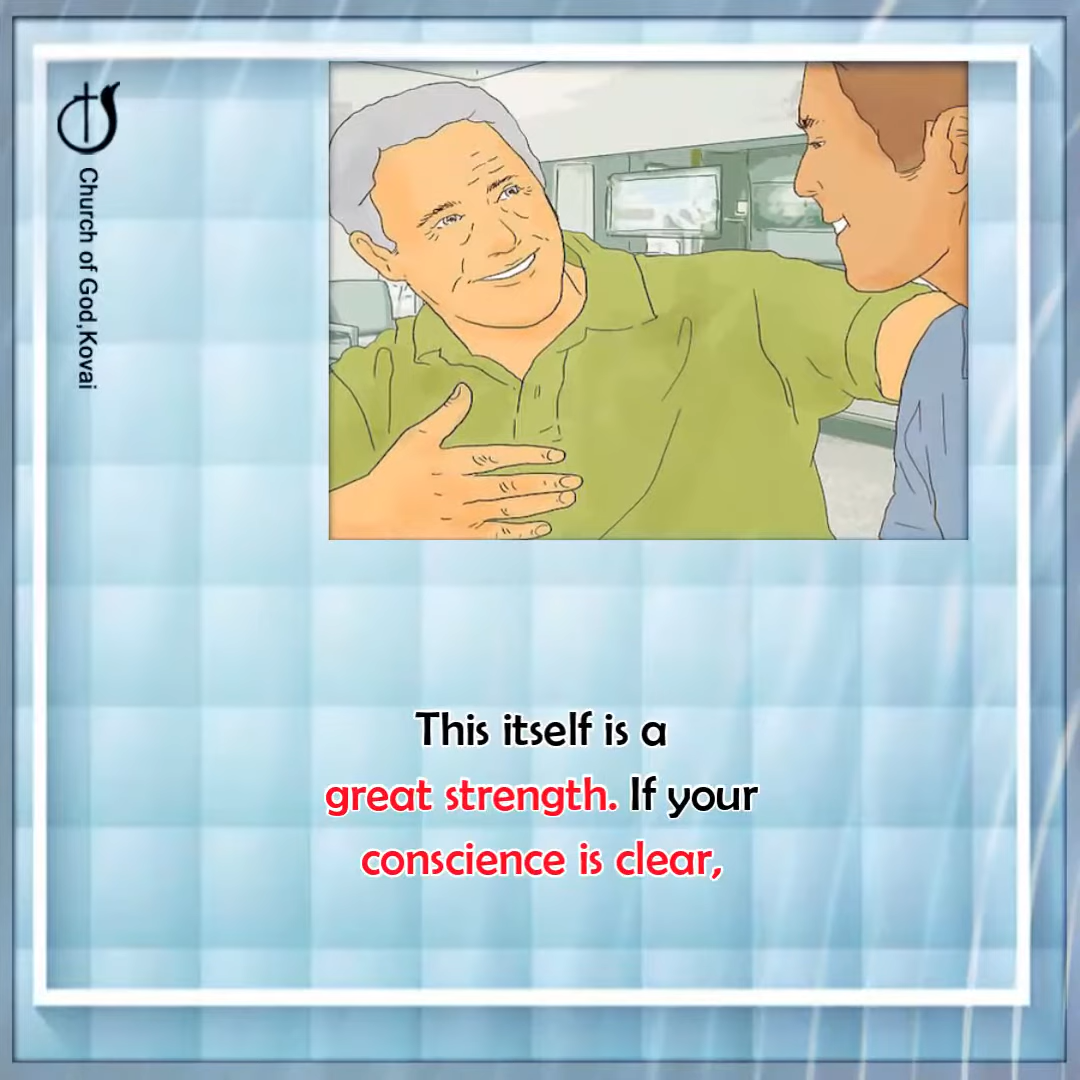 Church of God,Kovai
This itself is a
great strength. If your
conscience is clear,